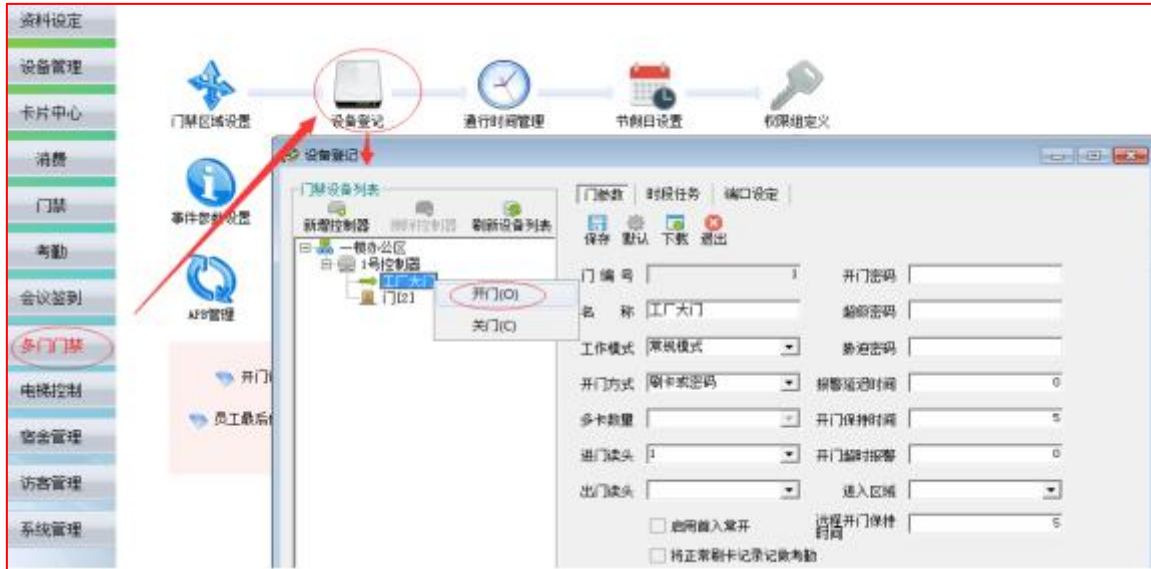 资料设定
设备管理
卡片中心
消费
门禁
考勤
会议签到
多门门禁
电梯控制
宿舍管理
访客管理
系统管理
门禁区域设置
设备登记
通行时间管理
节假日设置
权限组定义
事件参数设置
APB管理
开门
员工最后
设备登记
门禁设备列表
新增控制器 删除控制器 刷新设备列表
一楼办公区
1号控制器
工厂大门
门[2]
开门(O)
关门(C)
门参数 时段任务 端口设定
保存 默认 下载 退出
门编号 1 开门密码
名称 工厂大门 超级密码
工作模式 常规模式 胁迫密码
开门方式 刷卡或密码 报警延迟时间 0
多卡数量 开门保持时间 5
进门读头 1 开门超时报警 0
出门读头 进入区域
启用首入常开 远程开门保持时间 5
将正常刷卡记录记做考勤